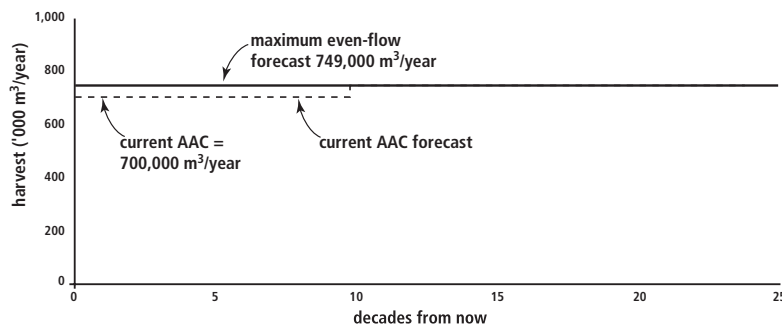 1,000
800
600
400
200
0
harvest ('000 m³/year)
maximum even-flow
forecast 749,000 m³/year
current AAC =
700,000 m³/year
current AAC forecast
0 5 10 15 20 25
decades from now